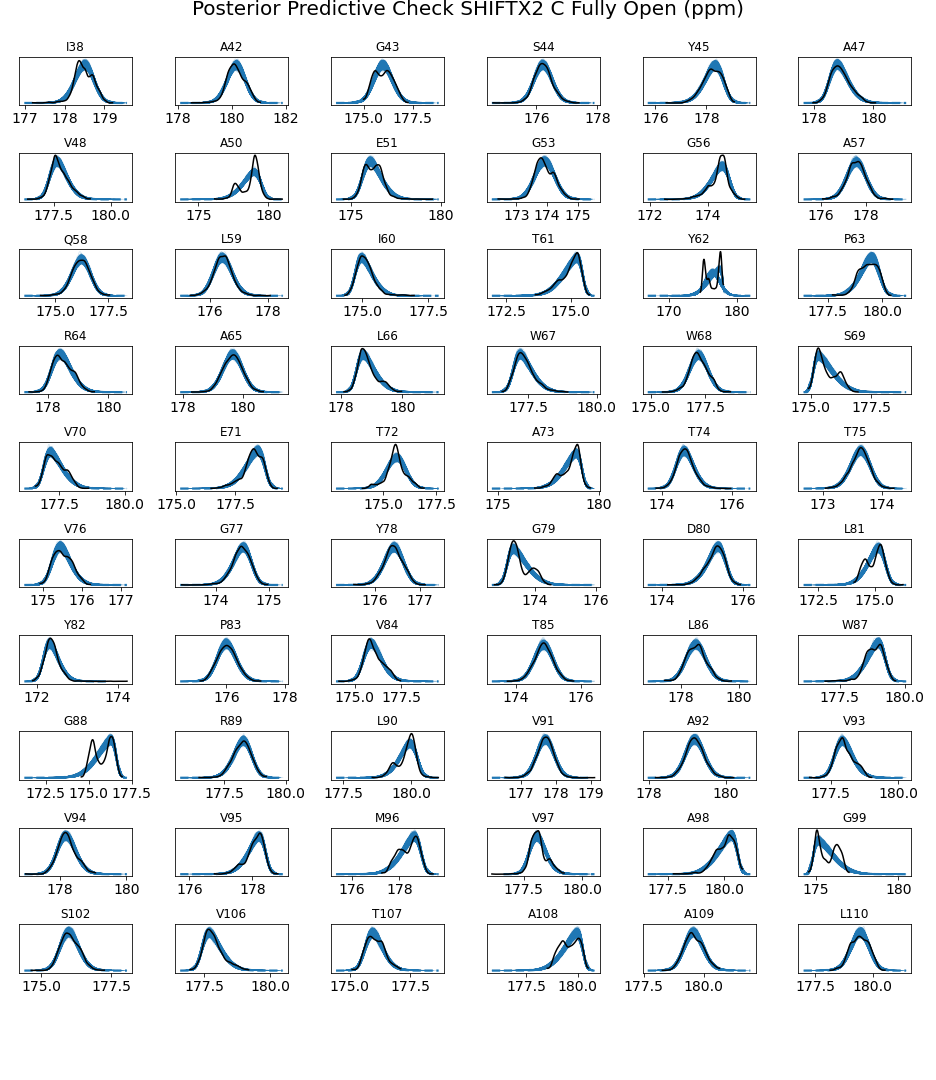 Posterior Predictive Check SHIFTX2 C Fully Open (ppm)
I38 A42 G43 S44 Y45 A47
177 178 179 178 180 182 175.0 177.5 176 178 176 178 178 180
V48 A50 E51 G53 G56 A57
177.5 180.0 175 180 175 180 173 174 175 172 174 176 178
Q58 L59 I60 T61 Y62 P63
175.0 177.5 176 178 175.0 177.5 172.5 175.0 170 180 177.5 180.0
R64 A65 L66 W67 W68 S69
178 180 178 180 178 180 177.5 180.0 175.0 177.5 175.0 177.5
V70 E71 T72 A73 T74 T75
177.5 180.0 175.0 177.5 175.0 177.5 175 180 174 176 173 174
V76 G77 Y78 G79 D80 L81
175 176 177 174 175 176 177 174 176 174 176 172.5 175.0
Y82 P83 V84 T85 L86 W87
172 174 176 178 175.0 177.5 174 176 178 180 177.5 180.0
G88 R89 L90 V91 A92 V93
172.5 175.0 177.5 177.5 180.0 177.5 180.0 177 178 179 178 180 177.5 180.0
V94 V95 M96 V97 A98 G99
178 180 176 178 176 178 177.5 180.0 177.5 180.0 175 180
S102 V106 T107 A108 A109 L110
175.0 177.5 177.5 180.0 175.0 177.5 177.5 180.0 177.5 180.0 177.5 180.0